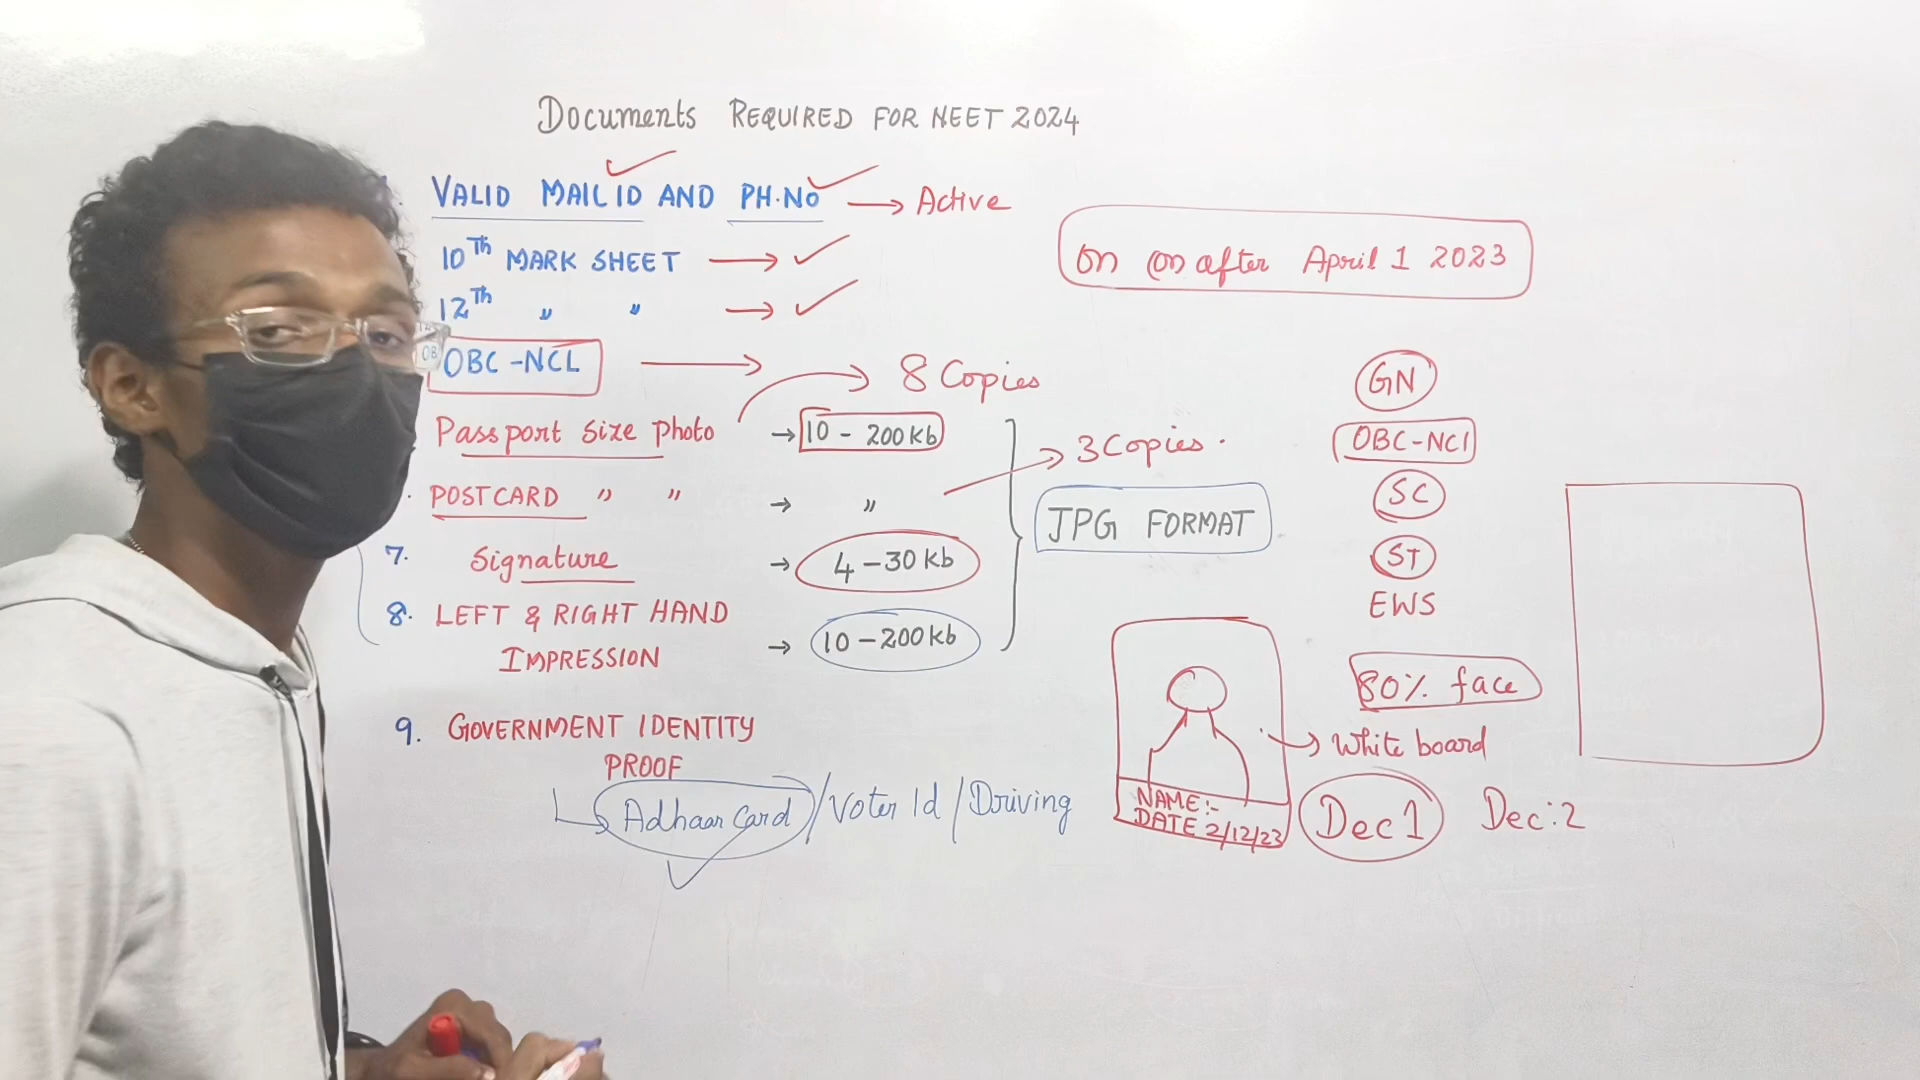 Documents REQUIRED FOR NEET 2024
VALID MAIL ID AND PH.NO → Active
10Th MARK SHEET →
12Th " " →
OBC-NCL →
8 Copies
Passport size photo → 10 - 200 Kb
POSTCARD " " → "
3 Copies.
7. Signature → 4 - 30 Kb
8. LEFT & RIGHT HAND
IMPRESSION → 10 - 200 Kb
JPG FORMAT
9. GOVERNMENT IDENTITY
PROOF
Adhaar Card / Voter Id / Driving
On on after April 1 2023
GN
OBC-NCL
SC
ST
EWS
80% face
White board
NAME:-
DATE 2/12/23
Dec 1
Dec:2